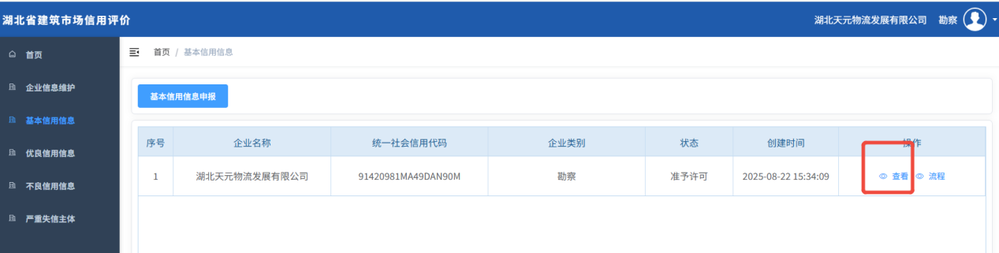 湖北省建筑市场信用评价
湖北天元物流发展有限公司 勘察
首页
首页 / 基本信用信息
企业信息维护
基本信用信息申报
基本信用信息
优良信用信息
不良信用信息
严重失信主体
序号 企业名称 统一社会信用代码 企业类别 状态 创建时间 操作
1 湖北天元物流发展有限公司 91420981MA49DAN90M 勘察 准予许可 2025-08-22 15:34:09 查看 流程